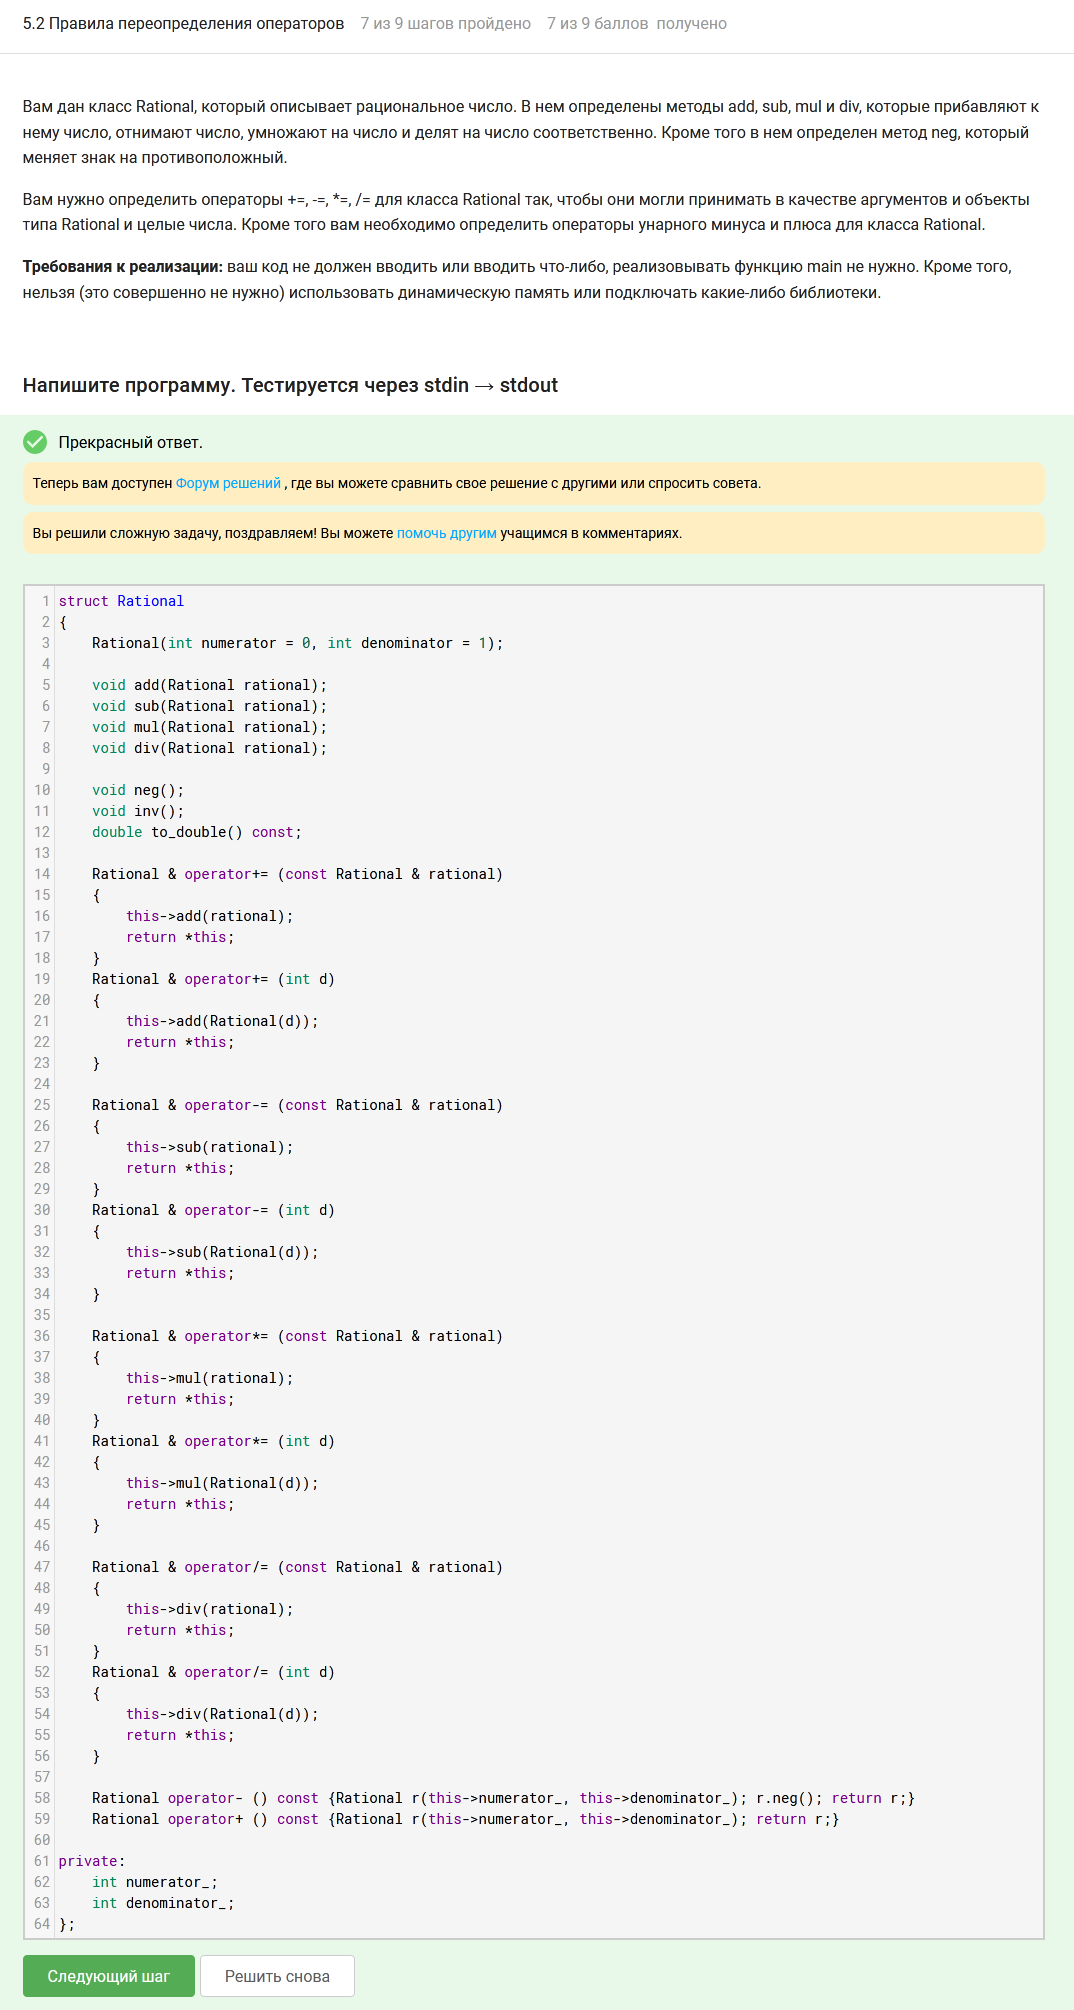 5.2 Правила переопределения операторов 7 из 9 шагов пройдено 7 из 9 баллов получено
Вам дан класс Rational, который описывает рациональное число. В нем определены методы add, sub, mul и div, которые прибавляют к
нему число, отнимают число, умножают на число и делят на число соответственно. Кроме того в нем определен метод neg, который
меняет знак на противоположный.
Вам нужно определить операторы +=, -=, *=, /= для класса Rational так, чтобы они могли принимать в качестве аргументов и объекты
типа Rational и целые числа. Кроме того вам необходимо определить операторы унарного минуса и плюса для класса Rational.
Требования к реализации: ваш код не должен вводить или вводить что-либо, реализовывать функцию main не нужно. Кроме того,
нельзя (это совершенно не нужно) использовать динамическую память или подключать какие-либо библиотеки.
Напишите программу. Тестируется через stdin → stdout
Прекрасный ответ.
Теперь вам доступен Форум решений , где вы можете сравнить свое решение с другими или спросить совета.
Вы решили сложную задачу, поздравляем! Вы можете помочь другим учащимся в комментариях.
1 struct Rational
2 {
3     Rational(int numerator = 0, int denominator = 1);
4
5     void add(Rational rational);
6     void sub(Rational rational);
7     void mul(Rational rational);
8     void div(Rational rational);
9
10     void neg();
11     void inv();
12     double to_double() const;
13
14     Rational & operator+= (const Rational & rational)
15     {
16         this->add(rational);
17         return *this;
18     }
19     Rational & operator+= (int d)
20     {
21         this->add(Rational(d));
22         return *this;
23     }
24
25     Rational & operator-= (const Rational & rational)
26     {
27         this->sub(rational);
28         return *this;
29     }
30     Rational & operator-= (int d)
31     {
32         this->sub(Rational(d));
33         return *this;
34     }
35
36     Rational & operator*= (const Rational & rational)
37     {
38         this->mul(rational);
39         return *this;
40     }
41     Rational & operator*= (int d)
42     {
43         this->mul(Rational(d));
44         return *this;
45     }
46
47     Rational & operator/= (const Rational & rational)
48     {
49         this->div(rational);
50         return *this;
51     }
52     Rational & operator/= (int d)
53     {
54         this->div(Rational(d));
55         return *this;
56     }
57
58     Rational operator- () const {Rational r(this->numerator_, this->denominator_); r.neg(); return r;}
59     Rational operator+ () const {Rational r(this->numerator_, this->denominator_); return r;}
60
61 private:
62     int numerator_;
63     int denominator_;
64 };
Следующий шаг Решить снова